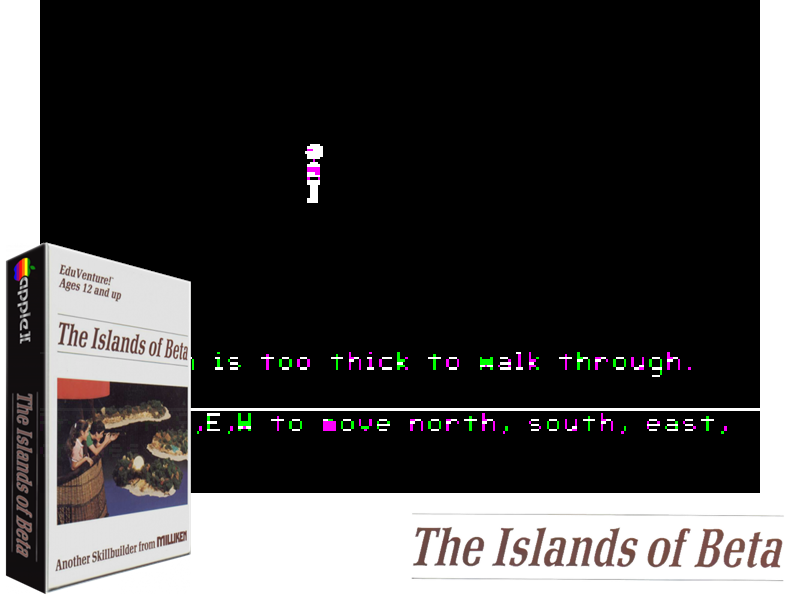 is too thick to walk through.
,E,W to move north, south, east,
apple ][
The Islands of Beta
EduVenture!™
Ages 12 and up
The Islands of Beta
Another Skillbuilder from MILLIKEN
The Islands of Beta